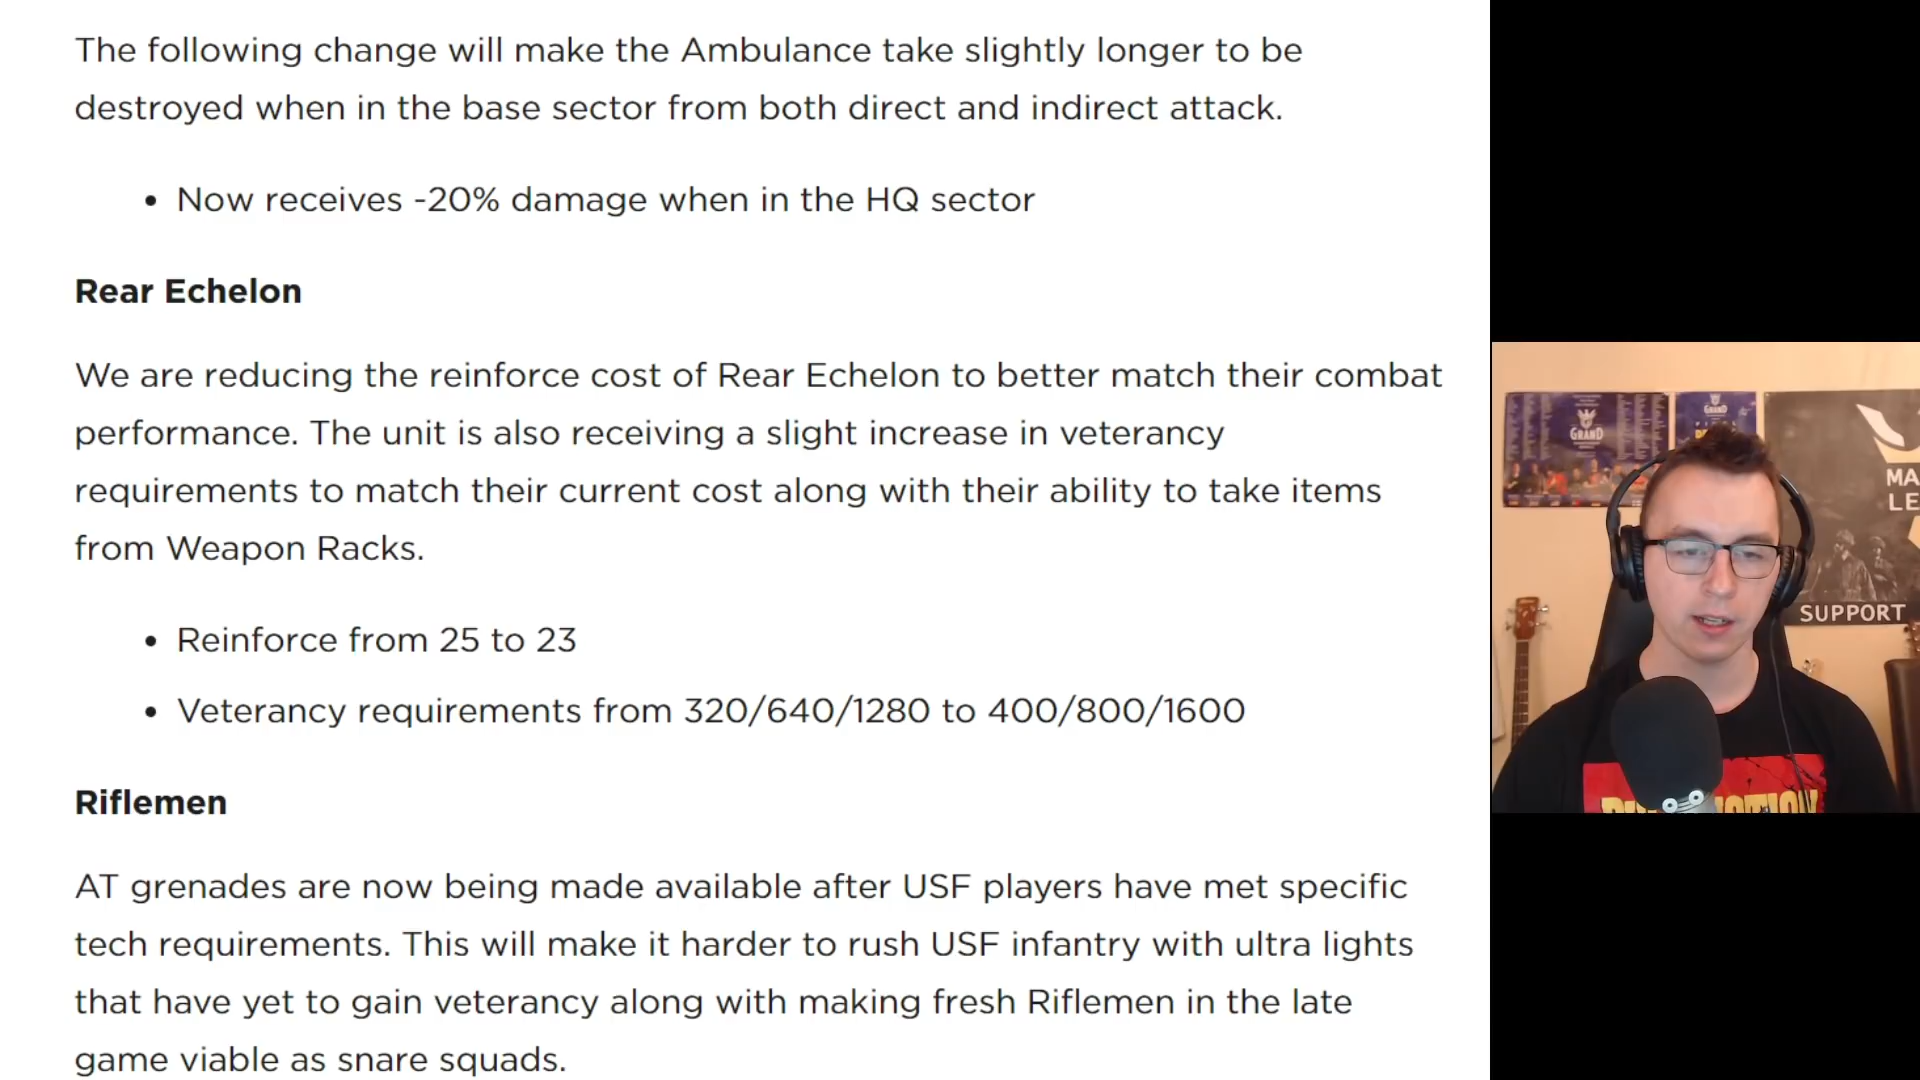 The following change will make the Ambulance take slightly longer to be
destroyed when in the base sector from both direct and indirect attack.
• Now receives -20% damage when in the HQ sector
Rear Echelon
We are reducing the reinforce cost of Rear Echelon to better match their combat
performance. The unit is also receiving a slight increase in veterancy
requirements to match their current cost along with their ability to take items
from Weapon Racks.
• Reinforce from 25 to 23
• Veterancy requirements from 320/640/1280 to 400/800/1600
Riflemen
AT grenades are now being made available after USF players have met specific
tech requirements. This will make it harder to rush USF infantry with ultra lights
that have yet to gain veterancy along with making fresh Riflemen in the late
game viable as snare squads.
GRAND
GRAND
MA
LE
SUPPORT